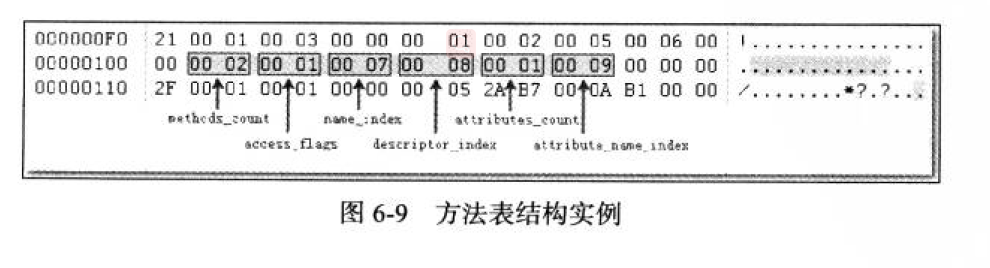 000000F0 21 00 01 00 03 00 00 00 01 00 02 00 05 00 06 00 !...............
00000100 00 00 02 00 01 00 07 00 08 00 01 00 09 00 00 00 ................
00000110 2F 00 01 00 01 00 00 00 05 2A B7 00 0A B1 00 00 /........*?.?...
methods_count name_index attributes_count
access_flags descriptor_index attribute_name_index
图 6-9 方法表结构实例